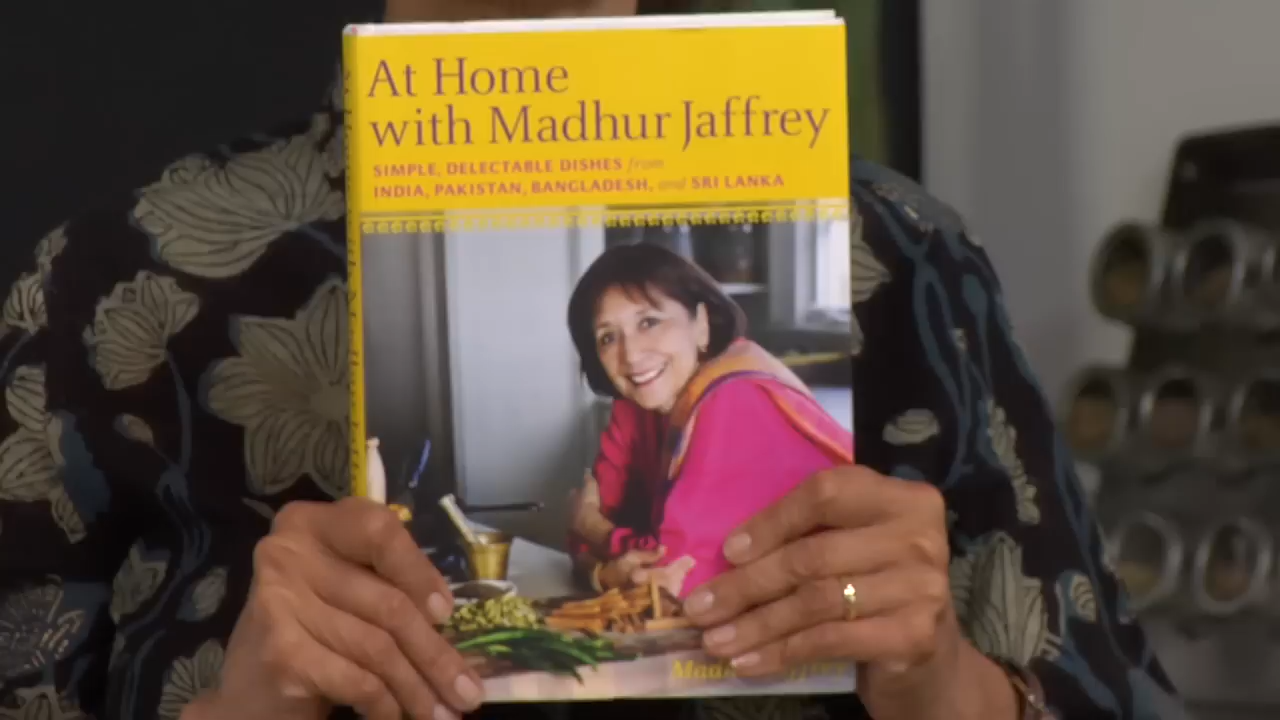 At Home
with Madhur Jaffrey
SIMPLE, DELECTABLE DISHES from
INDIA, PAKISTAN, BANGLADESH, and SRI LANKA